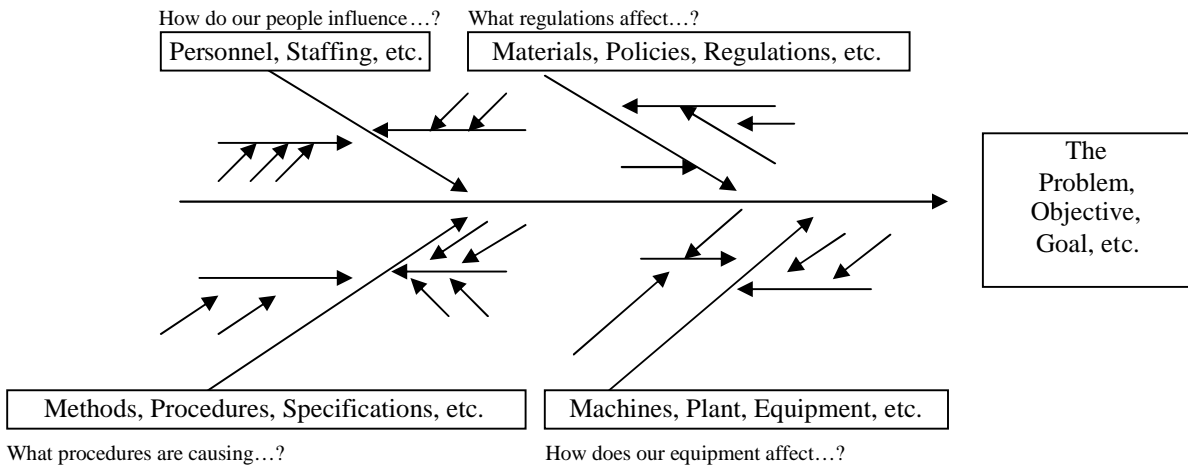 How do our people influence…?
What regulations affect…?
Personnel, Staffing, etc.
Materials, Policies, Regulations, etc.
The
Problem,
Objective,
Goal, etc.
Methods, Procedures, Specifications, etc.
Machines, Plant, Equipment, etc.
What procedures are causing…?
How does our equipment affect…?